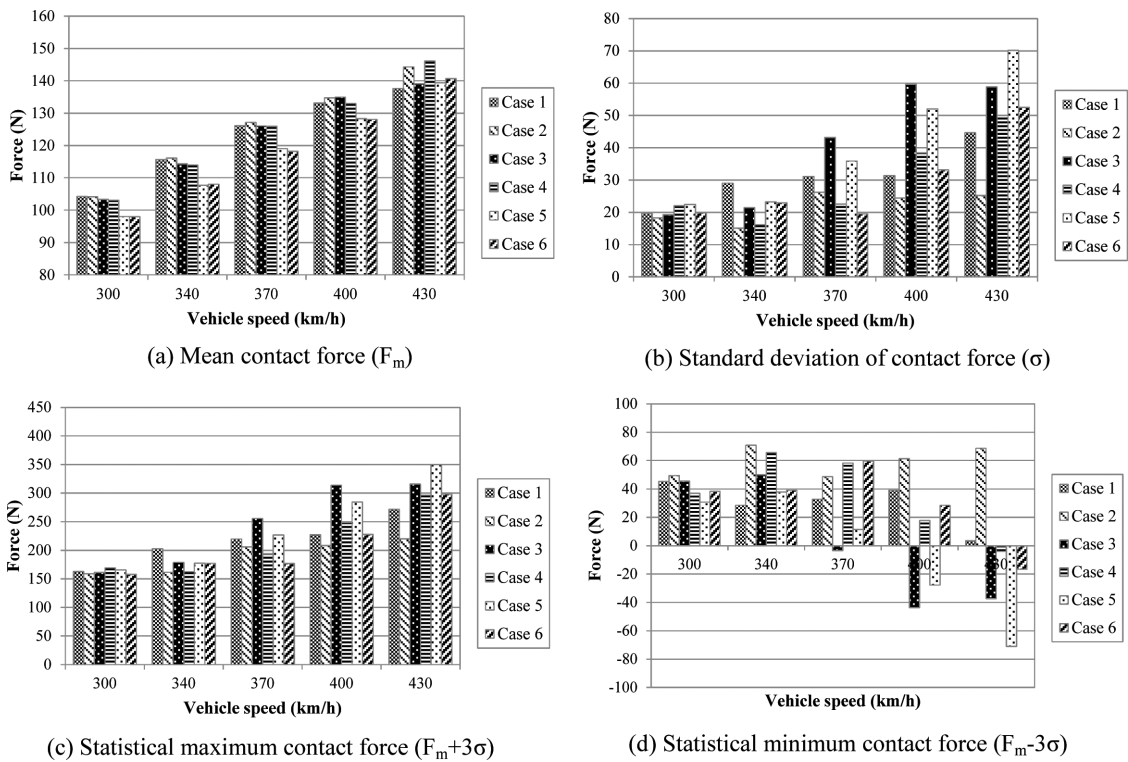 160
150
140
130
120
110
100
90
80
Force (N)
300 340 370 400 430
Vehicle speed (km/h)
Case 1
Case 2
Case 3
Case 4
Case 5
Case 6
(a) Mean contact force (Fm)
80
70
60
50
40
30
20
10
0
Force (N)
300 340 370 400 430
Vehicle speed (km/h)
Case 1
Case 2
Case 3
Case 4
Case 5
Case 6
(b) Standard deviation of contact force (σ)
450
400
350
300
250
200
150
100
50
0
Force (N)
300 340 370 400 430
Vehicle speed (km/h)
Case 1
Case 2
Case 3
Case 4
Case 5
Case 6
(c) Statistical maximum contact force (Fm+3σ)
100
80
60
40
20
0
-20
-40
-60
-80
-100
Force (N)
300 340 370 400 430
Vehicle speed (km/h)
Case 1
Case 2
Case 3
Case 4
Case 5
Case 6
(d) Statistical minimum contact force (Fm-3σ)